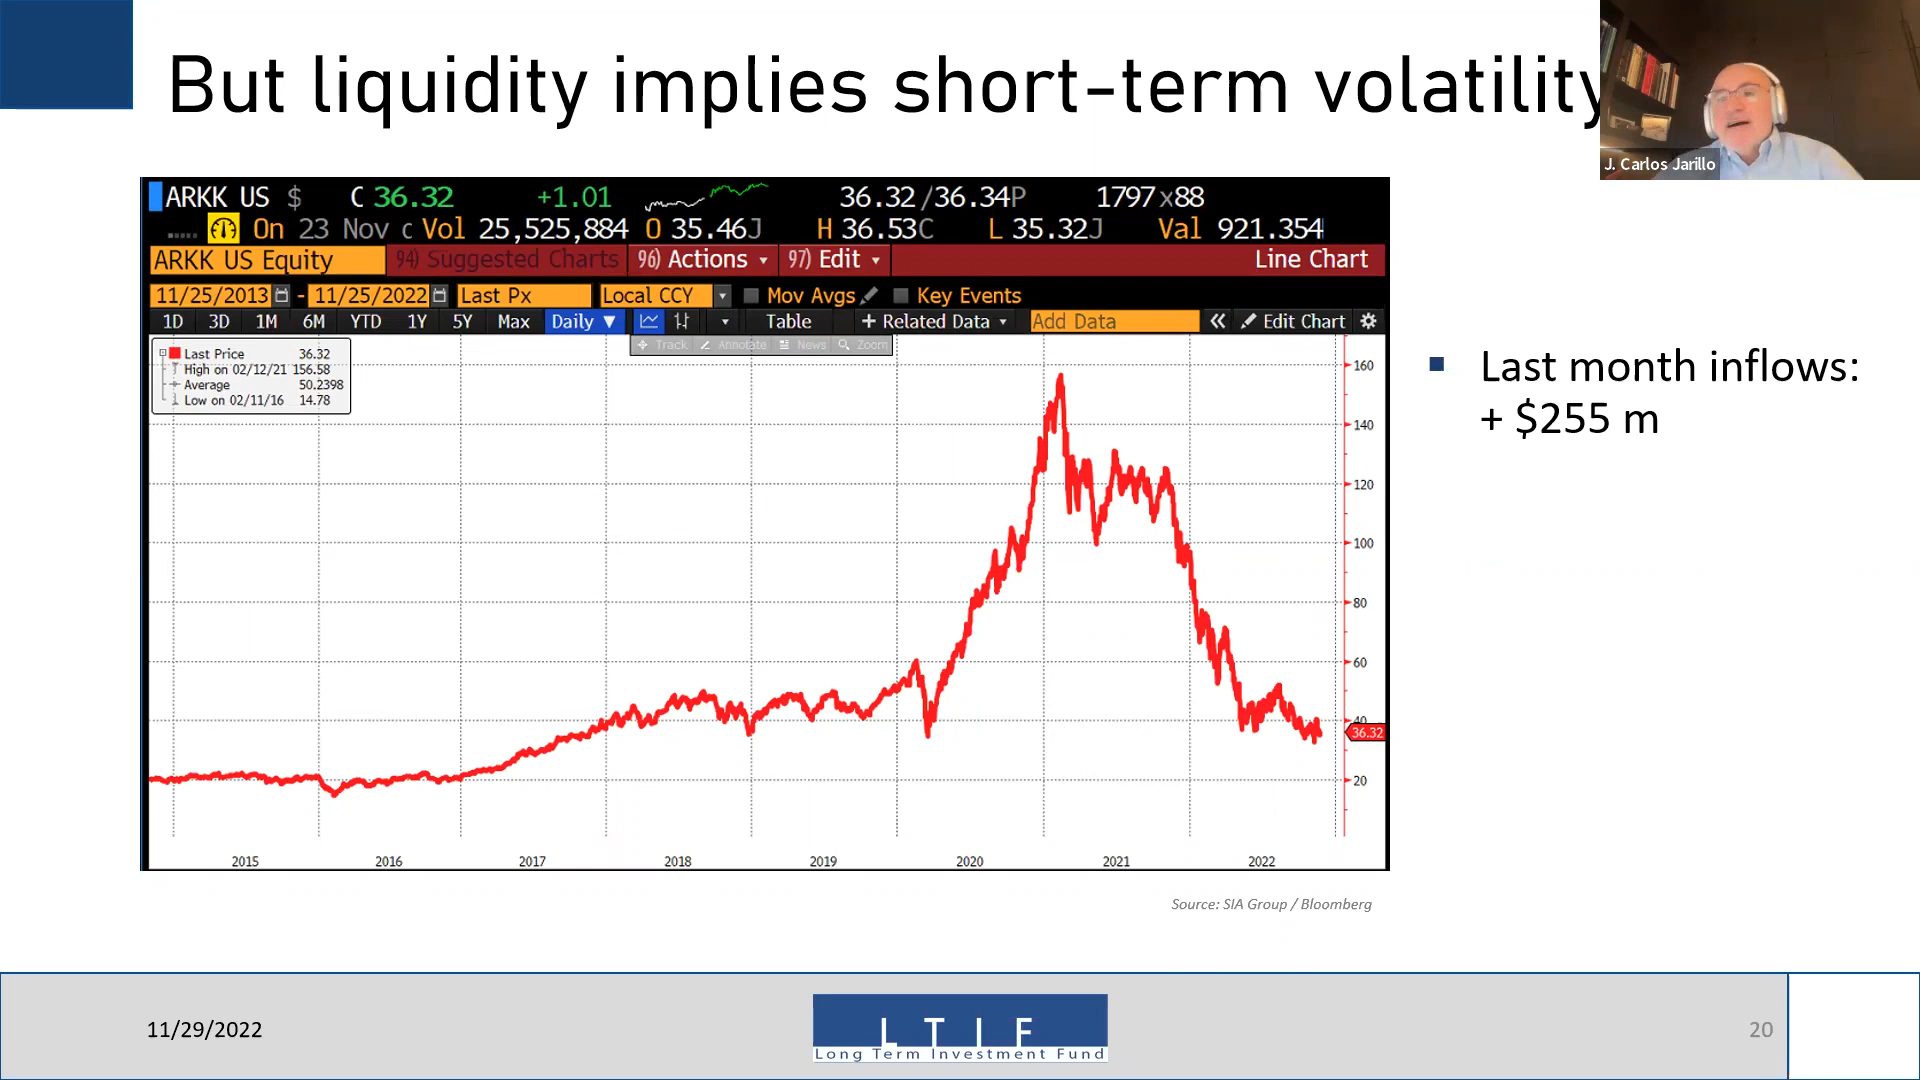 But liquidity implies short-term volatility
J. Carlos Jarillo
ARKK US $ C 36.32 +1.01 36.32/36.34P 1797x88
On 23 Nov c Vol 25,525,884 O 35.46J H 36.53C L 35.32J Val 921.354
ARKK US Equity 94) Suggested Charts 96) Actions 97) Edit Line Chart
11/25/2013 - 11/25/2022 Last Px Local CCY Mov Avgs Key Events
1D 3D 1M 6M YTD 1Y 5Y Max Daily ▼ Table + Related Data Add Data « Edit Chart
Track Annotate News Zoom
Last Price 36.32
High on 02/12/21 156.58
Average 50.2398
Low on 02/11/16 14.78
160
140
120
100
80
60
40
36.32
20
2015 2016 2017 2018 2019 2020 2021 2022
Last month inflows:
+ $255 m
Source: SIA Group / Bloomberg
11/29/2022
L T I F
Long Term Investment Fund
20